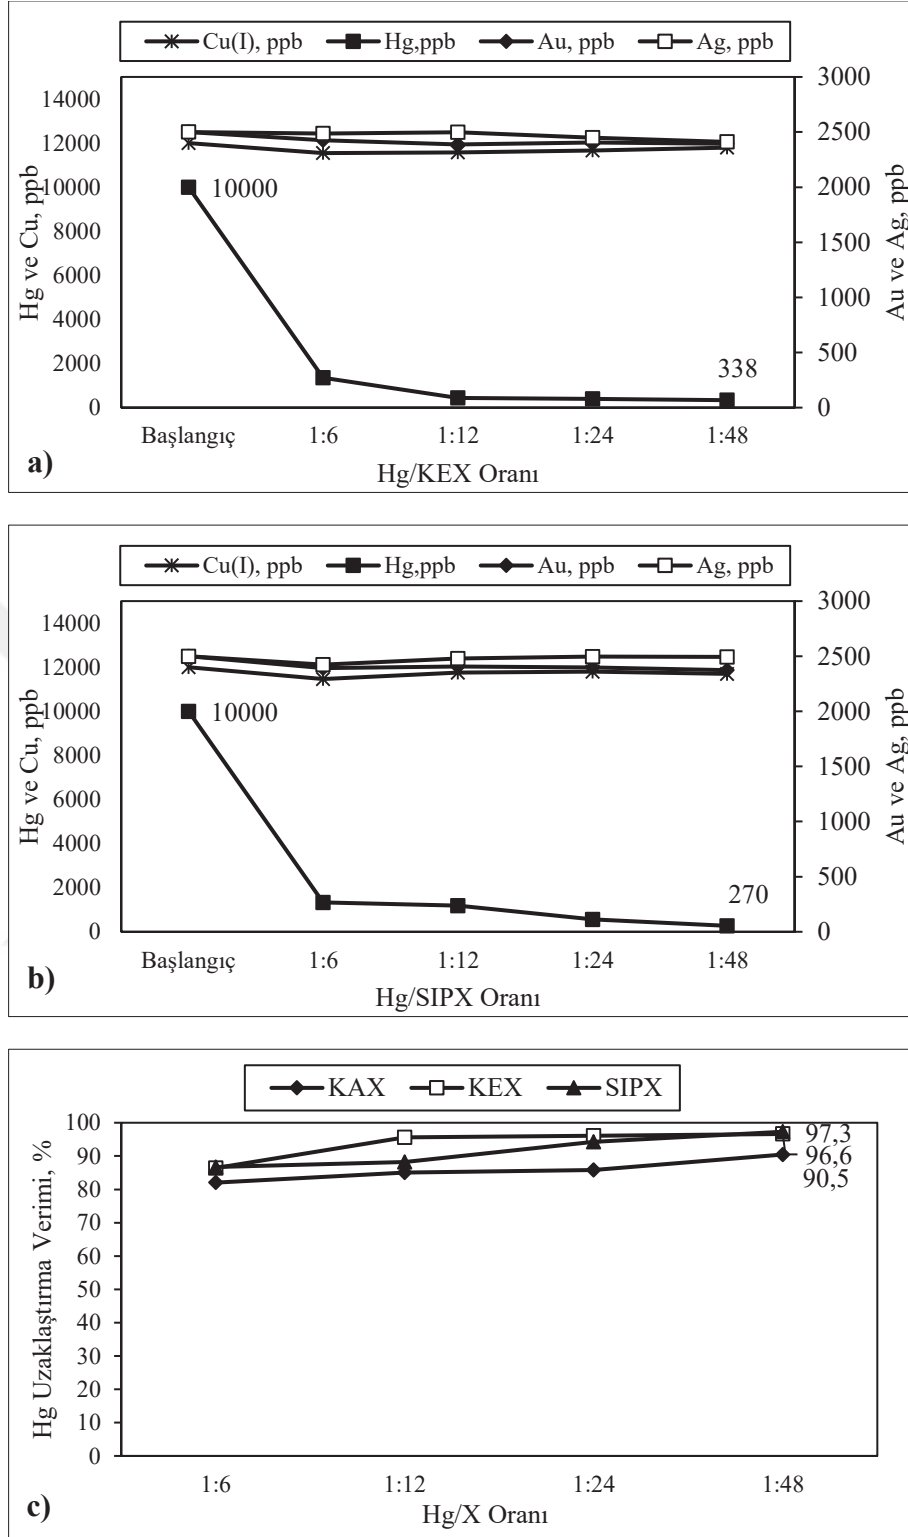 Cu(I), ppb Hg,ppb Au, ppb Ag, ppb
Hg ve Cu, ppb
14000
12000
10000
8000
6000
4000
2000
0
10000
338
3000
2500
2000
1500
1000
500
0
Au ve Ag, ppb
Başlangıç 1:6 1:12 1:24 1:48
a)
Hg/KEX Oranı
Cu(I), ppb Hg,ppb Au, ppb Ag, ppb
Hg ve Cu, ppb
14000
12000
10000
8000
6000
4000
2000
0
10000
270
3000
2500
2000
1500
1000
500
0
Au ve Ag, ppb
Başlangıç 1:6 1:12 1:24 1:48
b)
Hg/SIPX Oranı
KAX KEX SIPX
Hg Uzaklaştırma Verimi, %
100
90
80
70
60
50
40
30
20
10
0
97,3
96,6
90,5
1:6 1:12 1:24 1:48
c)
Hg/X Oranı